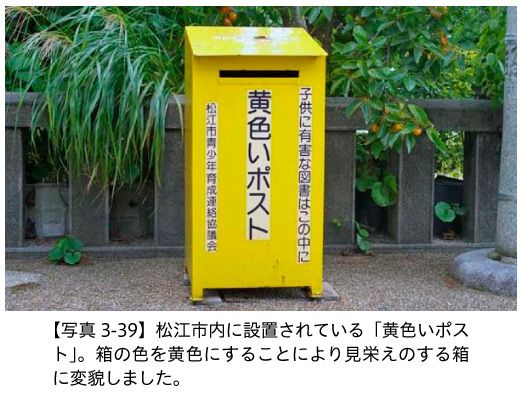 子供に有害な図書はこの中に
黄色いポスト
松江市青少年育成連絡協議会
【写真 3-39】松江市内に設置されている「黄色いポス
ト」。箱の色を黄色にすることにより見栄えのする箱
に変貌しました。